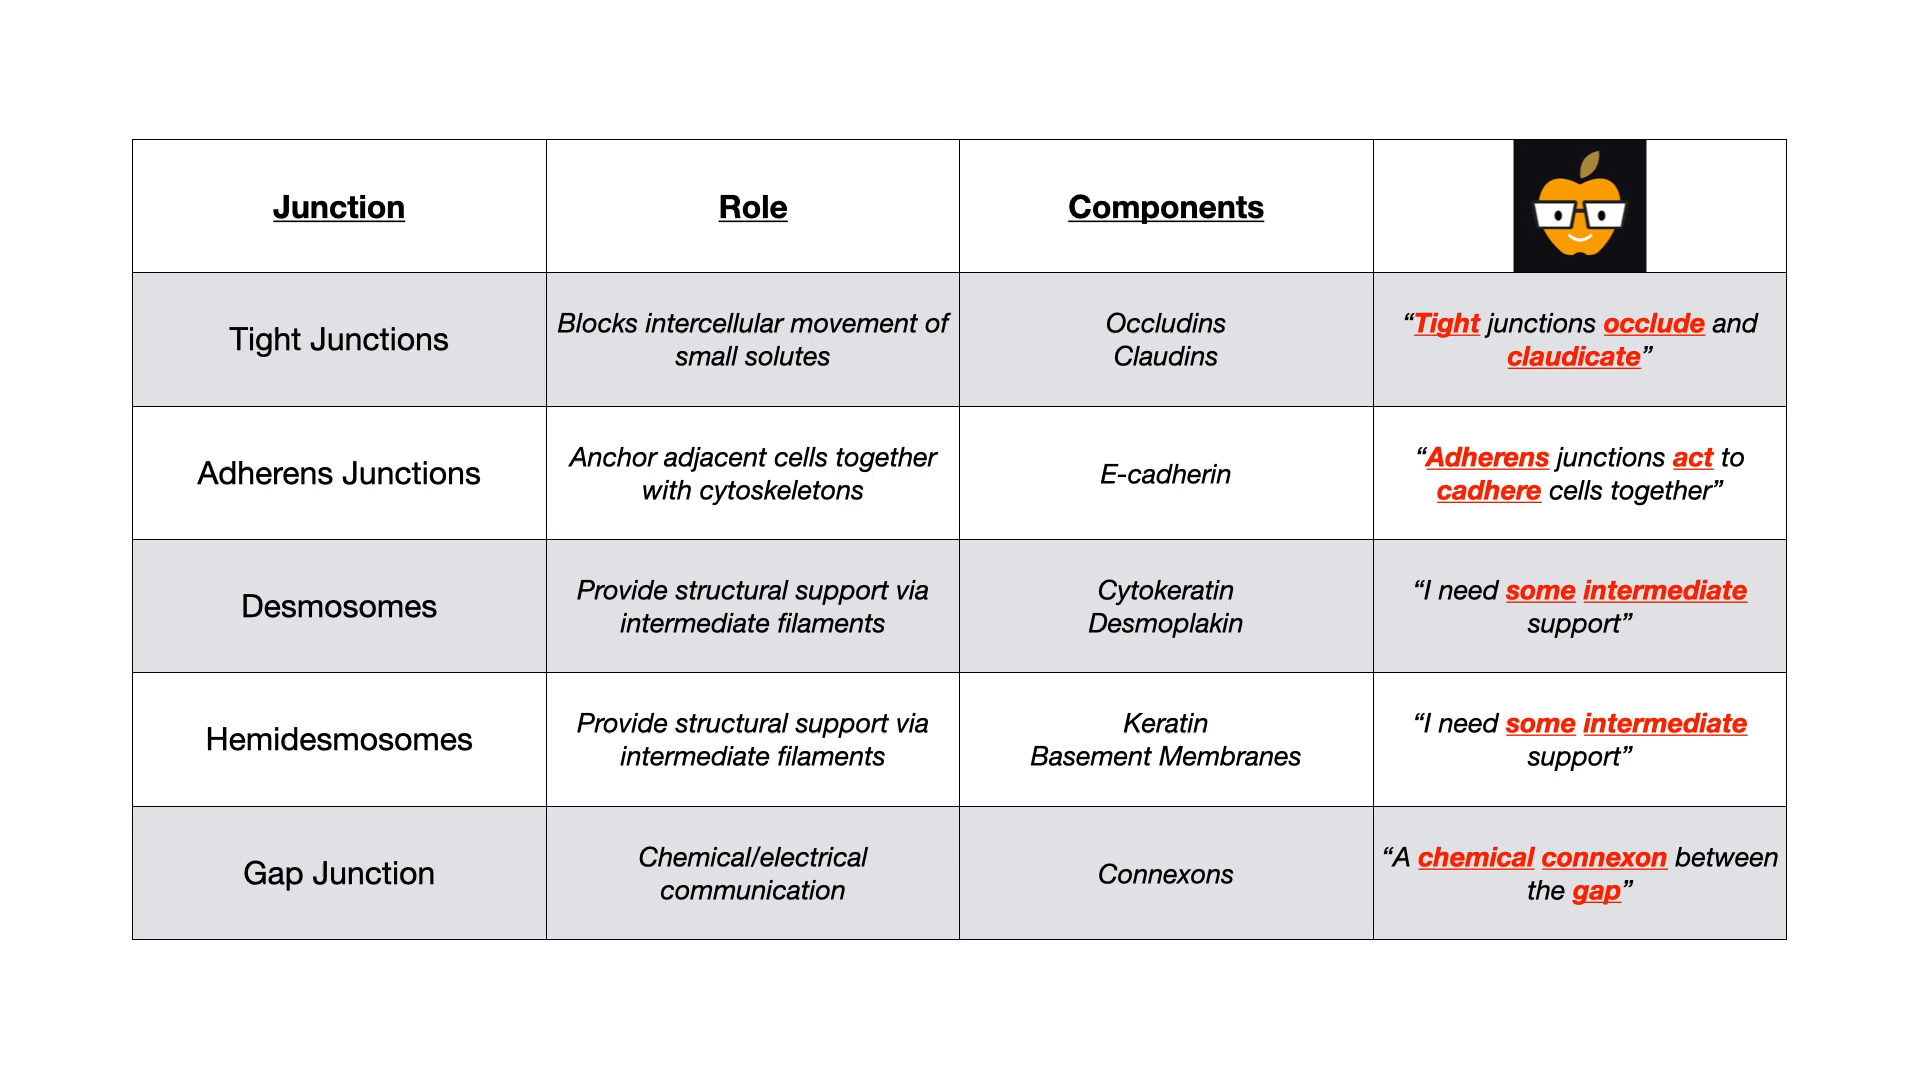 Junction
Role
Components
Tight Junctions
Blocks intercellular movement of
small solutes
Occludins
Claudins
“Tight junctions occlude and
claudicate”
Adherens Junctions
Anchor adjacent cells together
with cytoskeletons
E-cadherin
“Adherens junctions act to
cadhere cells together”
Desmosomes
Provide structural support via
intermediate filaments
Cytokeratin
Desmoplakin
“I need some intermediate
support”
Hemidesmosomes
Provide structural support via
intermediate filaments
Keratin
Basement Membranes
“I need some intermediate
support”
Gap Junction
Chemical/electrical
communication
Connexons
“A chemical connexon between
the gap”